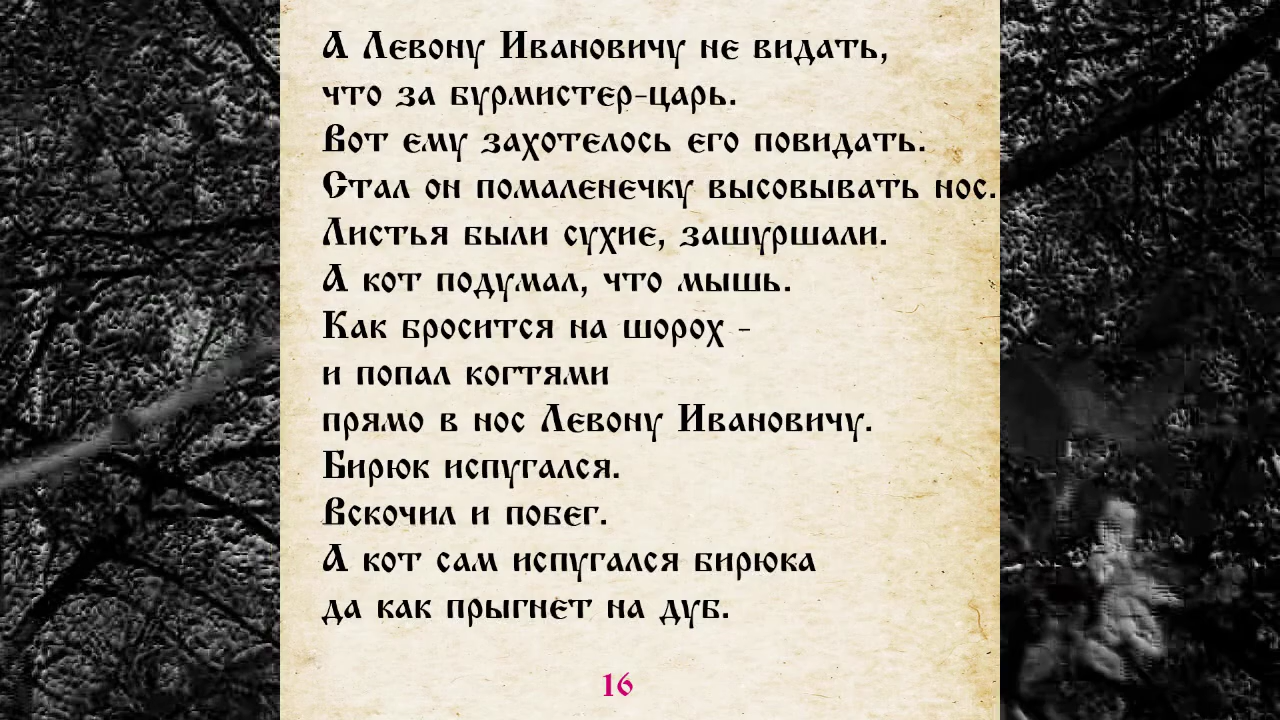 А Левону Ивановичу не видать,
что за бурмистер-царь.
Вот ему захотелось его повидать.
Стал он помаленечку высовывать нос.
Листья были сухие, зашуршали.
А кот подумал, что мышь.
Как бросится на шорох -
и попал когтями
прямо в нос Левону Ивановичу.
Бирюк испугался.
Вскочил и побег.
А кот сам испугался бирюка
да как прыгнет на дуб.
16